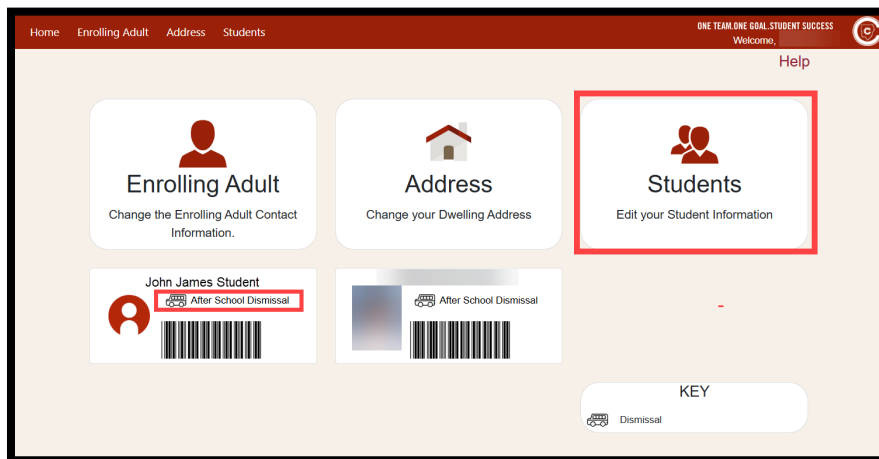 Home Enrolling Adult Address Students
ONE TEAM.ONE GOAL.STUDENT SUCCESS
Welcome,
C
Help
Enrolling Adult
Change the Enrolling Adult Contact
Information.
Address
Change your Dwelling Address
Students
Edit your Student Information
John James Student
After School Dismissal
After School Dismissal
KEY
Dismissal